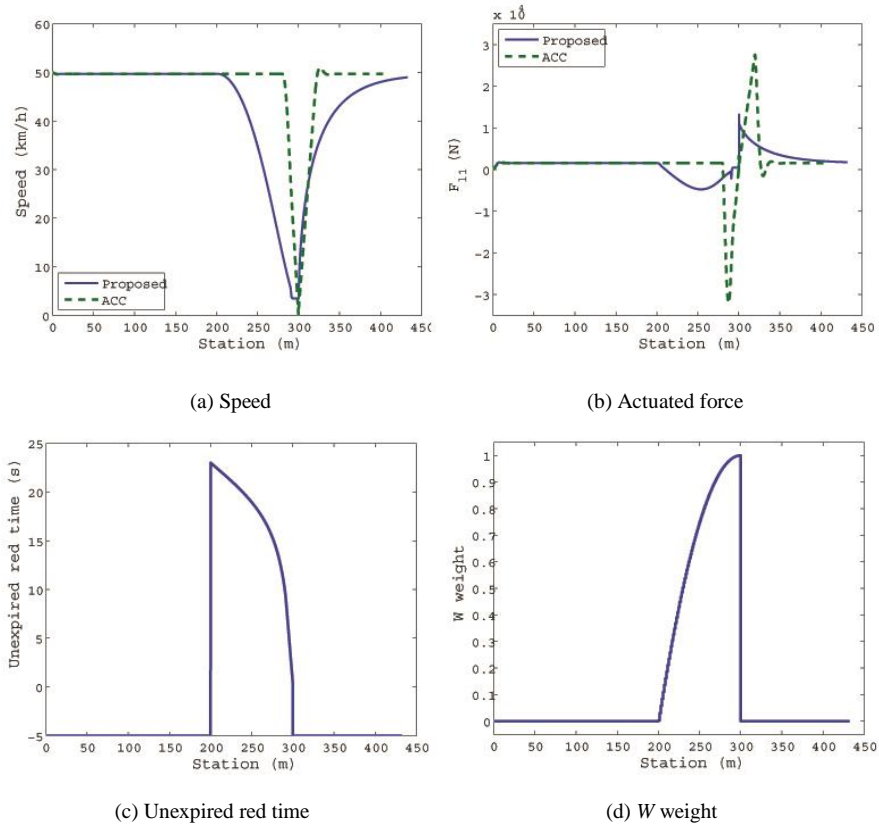 60
50
40
30
20
10
0
Speed (km/h)
Proposed
ACC
0 50 100 150 200 250 300 350 400 450
Station (m)
(a) Speed
x 10⁴
3
2
1
0
-1
-2
-3
F11 (N)
Proposed
ACC
0 50 100 150 200 250 300 350 400 450
Station (m)
(b) Actuated force
25
20
15
10
5
0
-5
Unexpired red time (s)
0 50 100 150 200 250 300 350 400 450
Station (m)
(c) Unexpired red time
1
0.9
0.8
0.7
0.6
0.5
0.4
0.3
0.2
0.1
0
W weight
0 50 100 150 200 250 300 350 400 450
Station (m)
(d) W weight